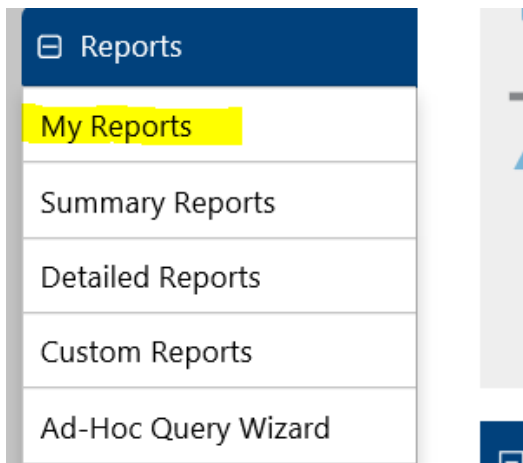 Reports
My Reports
Summary Reports
Detailed Reports
Custom Reports
Ad-Hoc Query Wizard